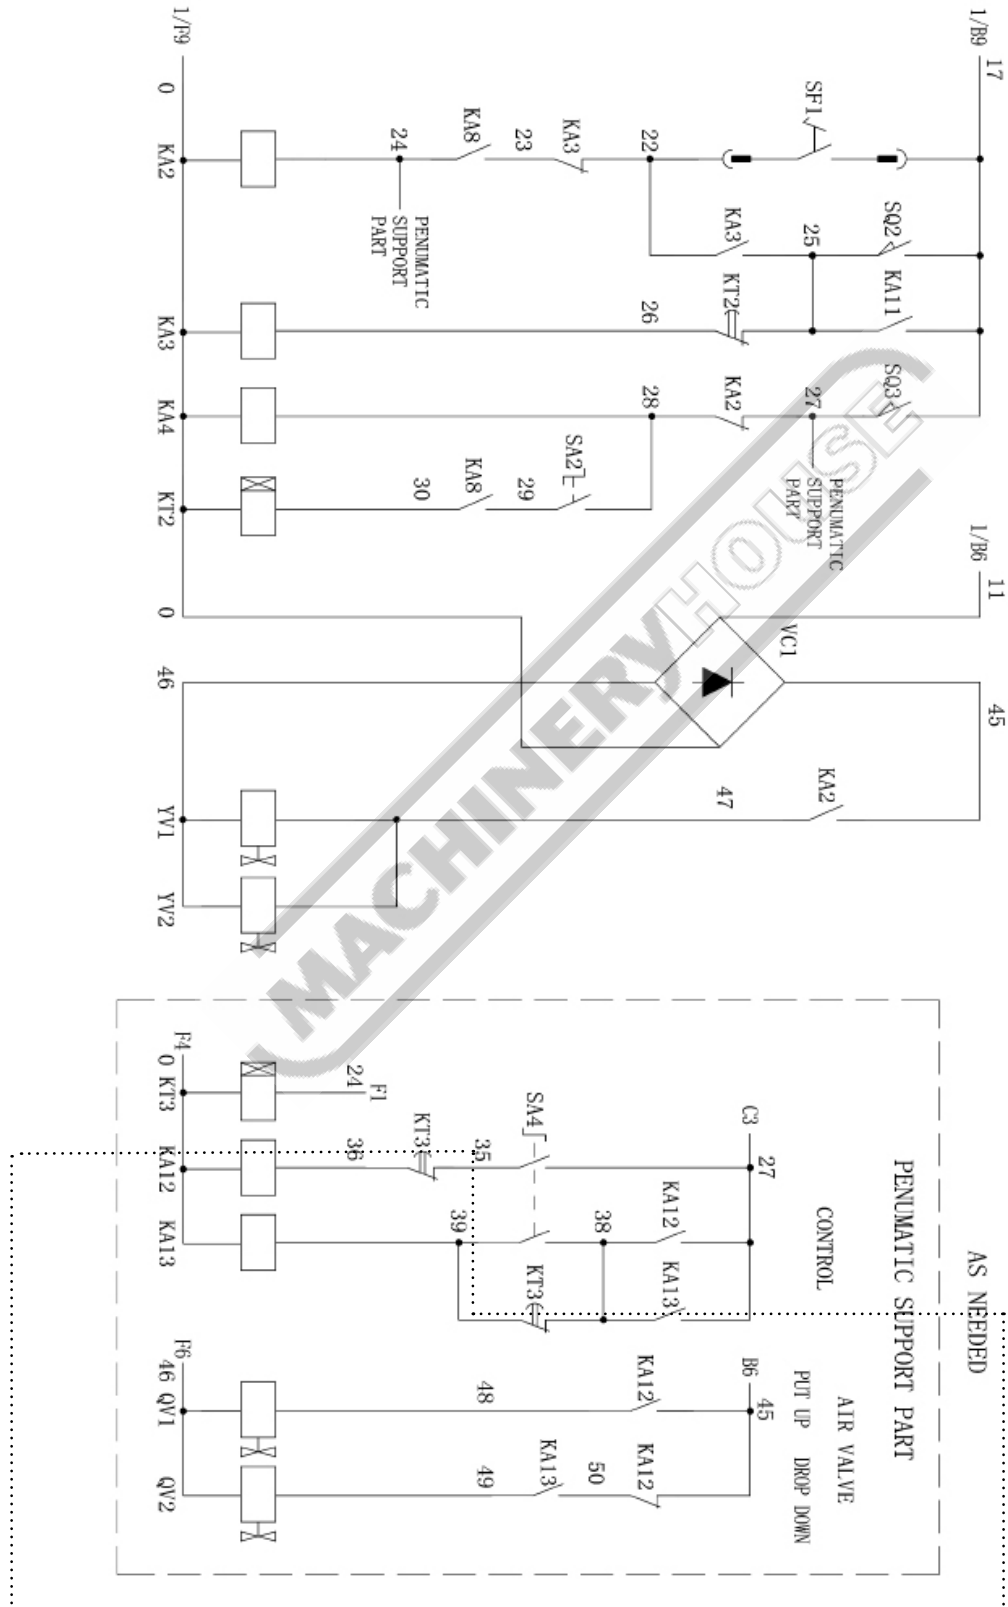 1/B9
17
SF1
22
KA3
23
KA8
24
PENUMATIC
SUPPORT
PART
KA2
0
1/F9
SQ2
25
KA3
KA11
KT2
26
KA3
SQ3
27
PENUMATIC
SUPPORT
PART
KA2
28
KA4
SA2
29
KA8
30
KT2
1/B6
11
VC1
0
45
46
KA2
47
YV1
YV2
MACHINERYHOUSE
AS NEEDED
PENUMATIC SUPPORT PART
CONTROL
C3
27
F4
0
KT3
24
F1
SA4
35
KT3
36
KA12
KA12
38
39
KA13
KA13
KT3
AIR VALVE
PUT UP
DROP DOWN
B6
45
KA12
48
F6
46
QV1
KA12
50
KA13
49
QV2